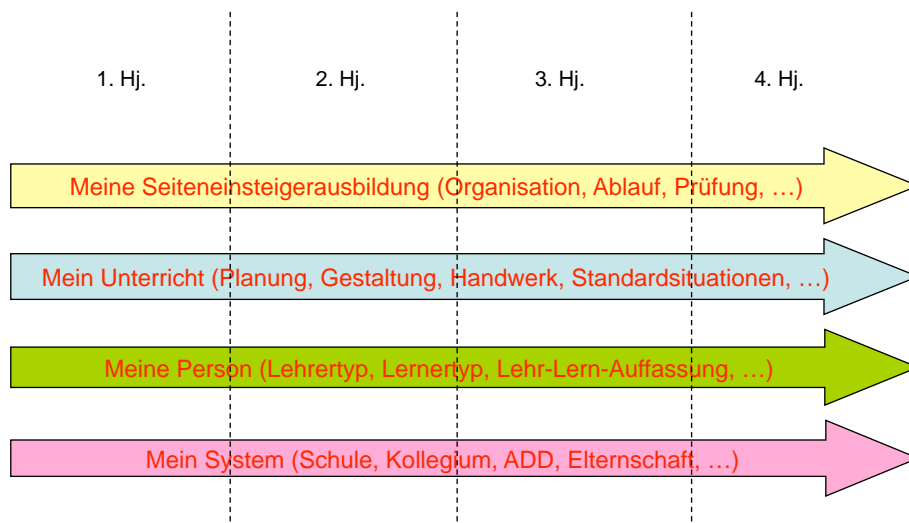 1. Hj.
2. Hj.
3. Hj.
4. Hj.
Meine Seiteneinsteigerausbildung (Organisation, Ablauf, Prüfung, …)
Mein Unterricht (Planung, Gestaltung, Handwerk, Standardsituationen, …)
Meine Person (Lehrertyp, Lernertyp, Lehr-Lern-Auffassung, …)
Mein System (Schule, Kollegium, ADD, Elternschaft, …)